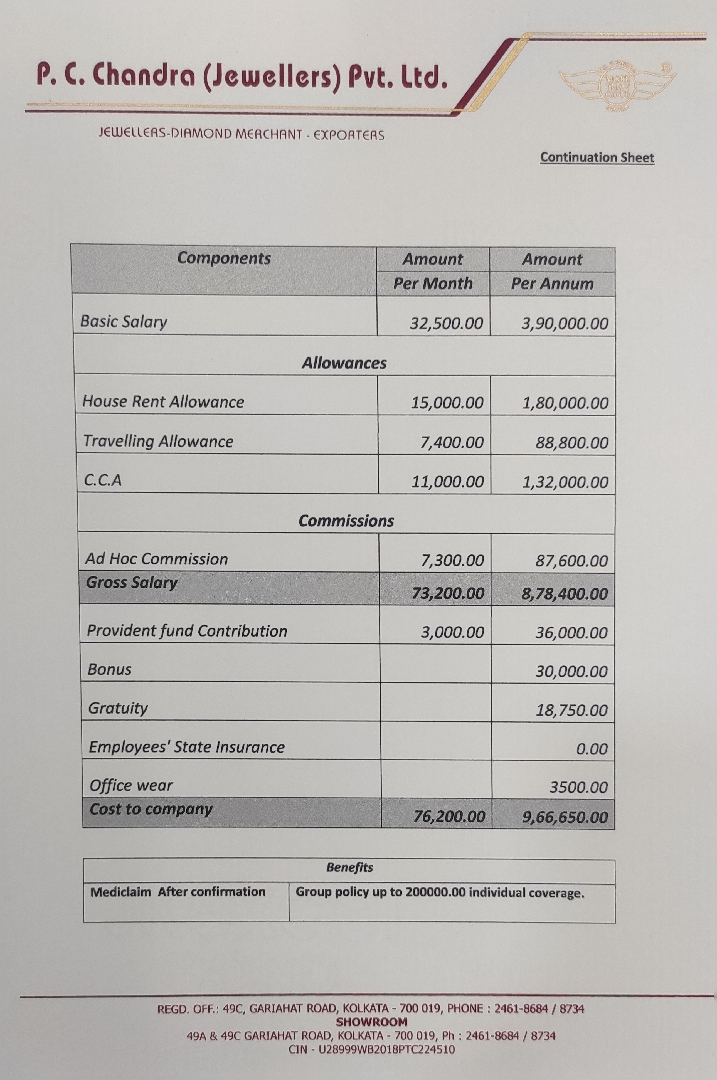 P. C. Chandra (Jewellers) Pvt. Ltd.
JEWELLERS-DIAMOND MERCHANT - EXPORTERS
Continuation Sheet
Components Amount Amount
Per Month Per Annum
Basic Salary 32,500.00 3,90,000.00
Allowances
House Rent Allowance 15,000.00 1,80,000.00
Travelling Allowance 7,400.00 88,800.00
C.C.A 11,000.00 1,32,000.00
Commissions
Ad Hoc Commission 7,300.00 87,600.00
Gross Salary 73,200.00 8,78,400.00
Provident fund Contribution 3,000.00 36,000.00
Bonus 30,000.00
Gratuity 18,750.00
Employees' State Insurance 0.00
Office wear 3500.00
Cost to company 76,200.00 9,66,650.00
Benefits
Mediclaim After confirmation Group policy up to 200000.00 individual coverage.
REGD. OFF.: 49C, GARIAHAT ROAD, KOLKATA - 700 019, PHONE : 2461-8684 / 8734
SHOWROOM
49A & 49C GARIAHAT ROAD, KOLKATA - 700 019, Ph : 2461-8684 / 8734
CIN - U28999WB2018PTC224510